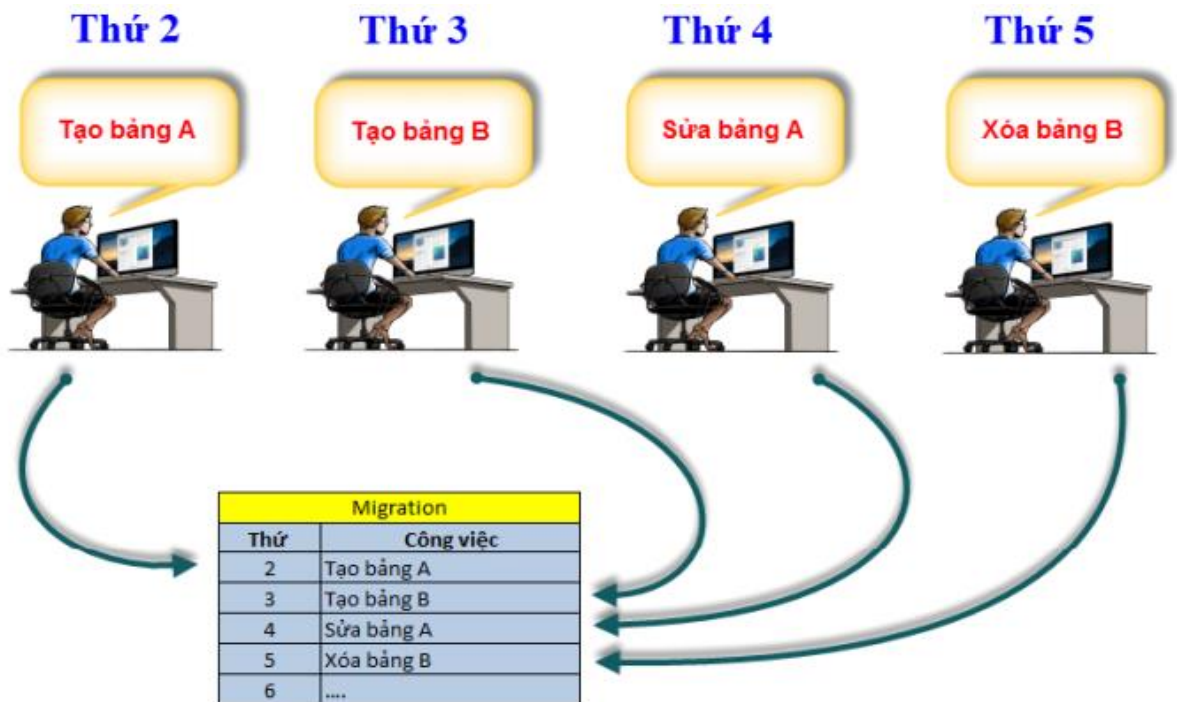 Thứ 2 Thứ 3 Thứ 4 Thứ 5
Tạo bảng A Tạo bảng B Sửa bảng A Xóa bảng B
Migration
Thứ Công việc
2 Tạo bảng A
3 Tạo bảng B
4 Sửa bảng A
5 Xóa bảng B
6 ....